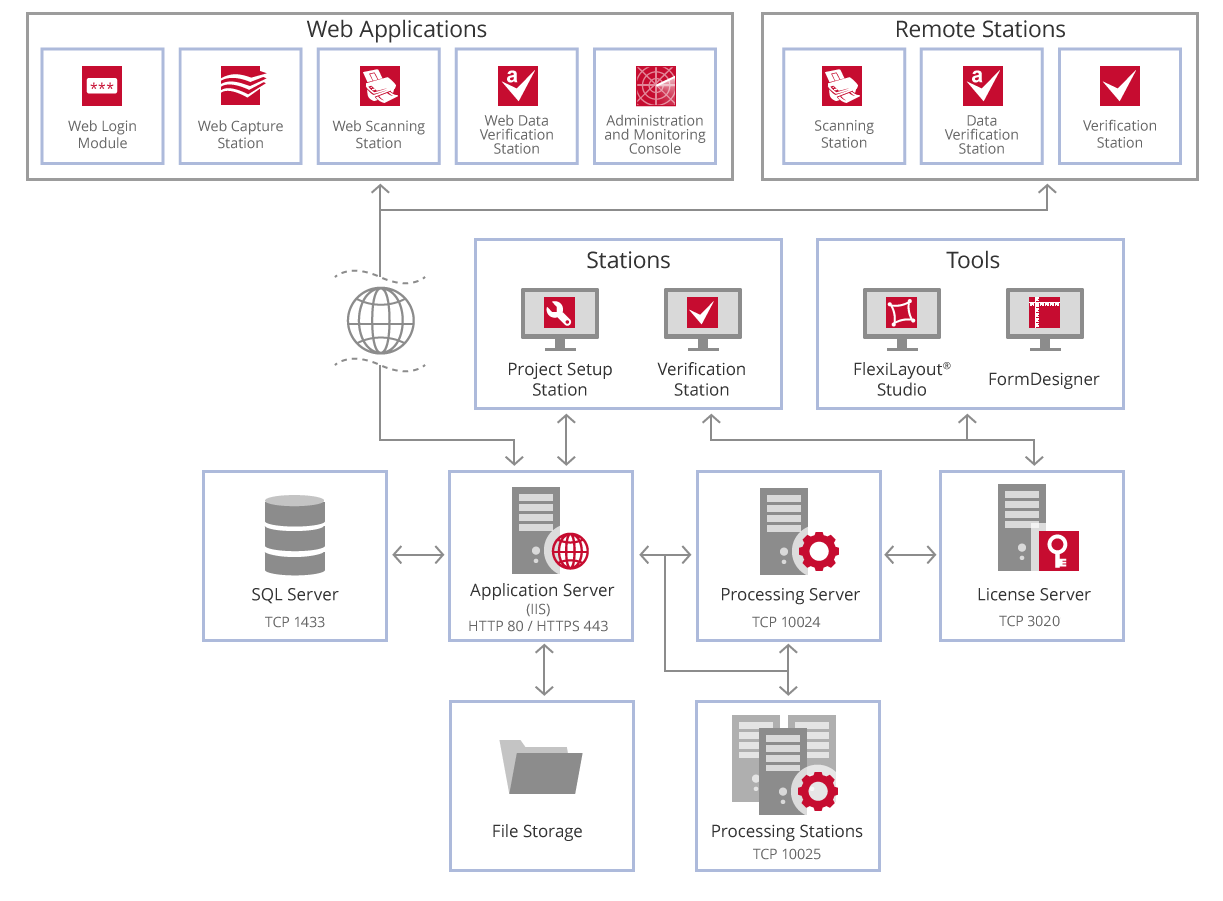 Web Applications
Web Login
Module
Web Capture
Station
Web Scanning
Station
a
Web Data
Verification
Station
Administration
and Monitoring
Console
Remote Stations
Scanning
Station
a
Data
Verification
Station
Verification
Station
Stations
Project Setup
Station
Verification
Station
Tools
FlexiLayout®
Studio
FormDesigner
SQL Server
TCP 1433
Application Server
(IIS)
HTTP 80 / HTTPS 443
Processing Server
TCP 10024
License Server
TCP 3020
File Storage
Processing Stations
TCP 10025